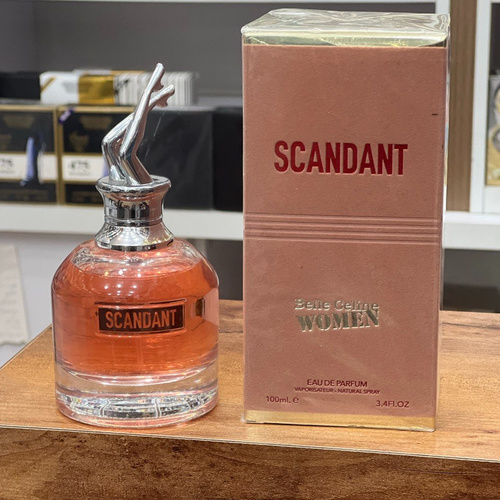 SCANDANT
SCANDANT
Belle Celine
WOMEN
EAU DE PARFUM
VAPORISATEUR - NATURAL SPRAY
100mL ℮
3.4FL.OZ